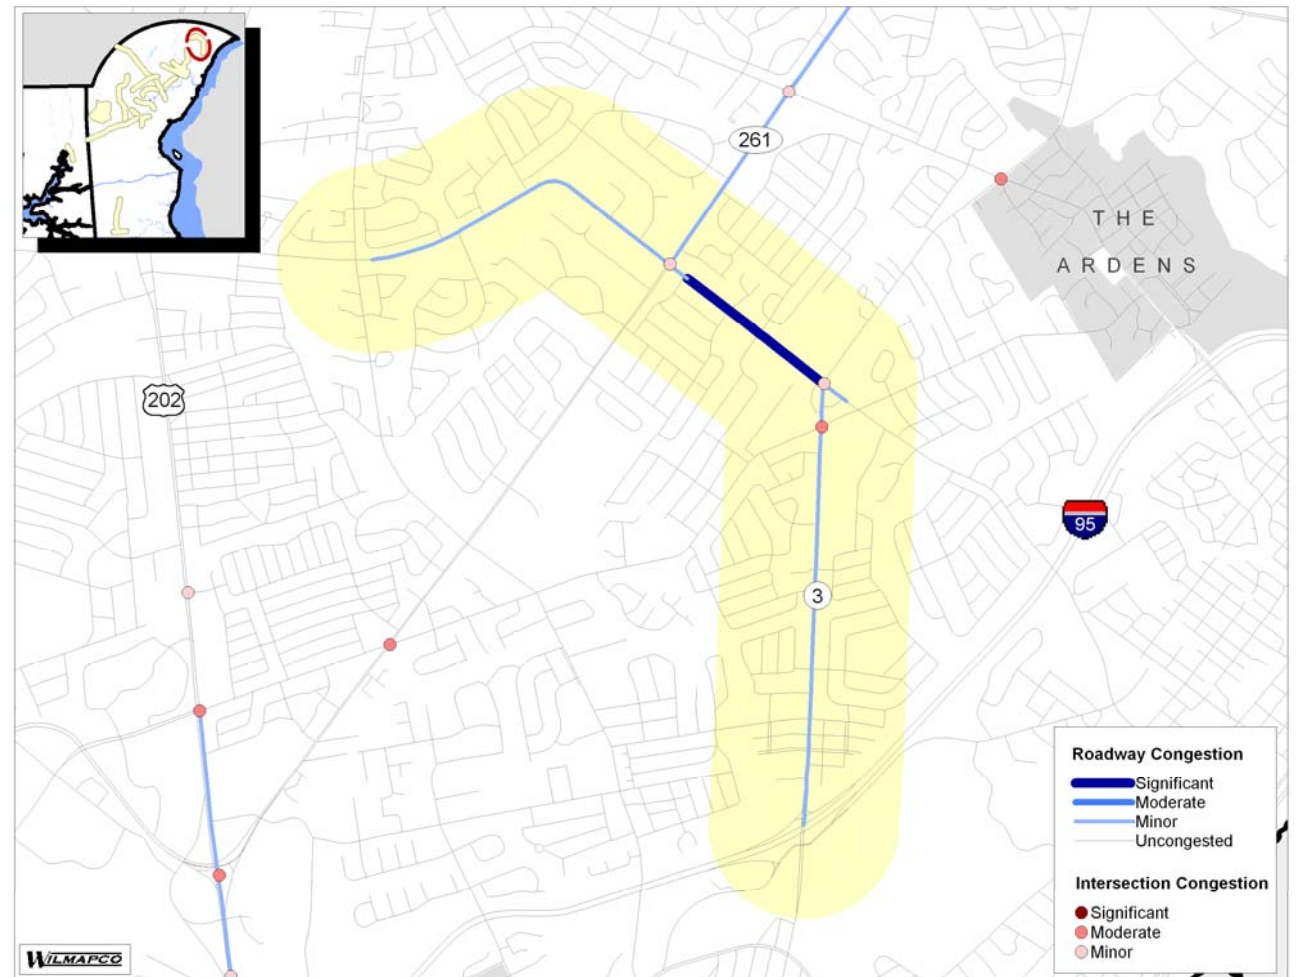 261
THE
ARDENS
202
95
3
Roadway Congestion
Significant
Moderate
Minor
Uncongested
Intersection Congestion
Significant
Moderate
Minor
WILMAPCO